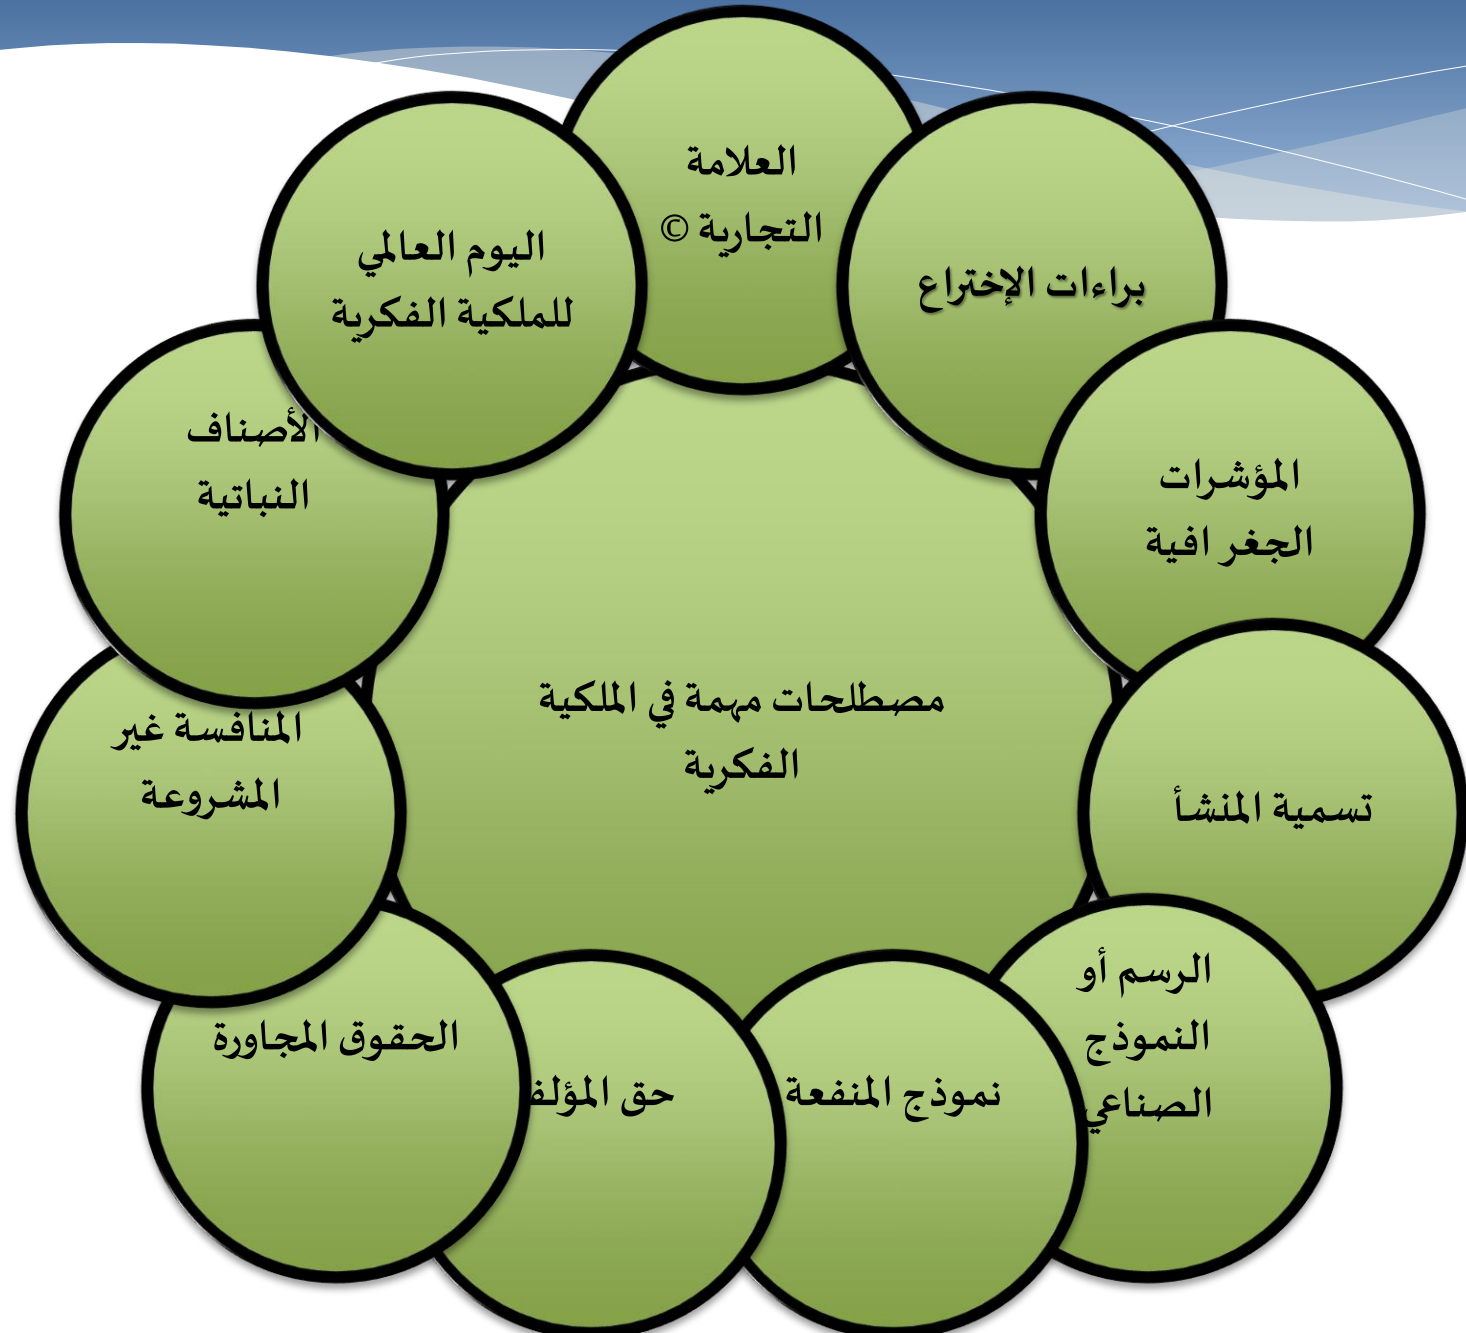 العلامة
التجارية ©
براءات الإختراع
المؤشرات
الجغرافية
تسمية المنشأ
الرسم أو
النموذج
الصناعي
نموذج المنفعة
حق المؤلف
الحقوق المجاورة
المنافسة غير
المشروعة
الأصناف
النباتية
اليوم العالمي
للملكية الفكرية
مصطلحات مهمة في الملكية
الفكرية